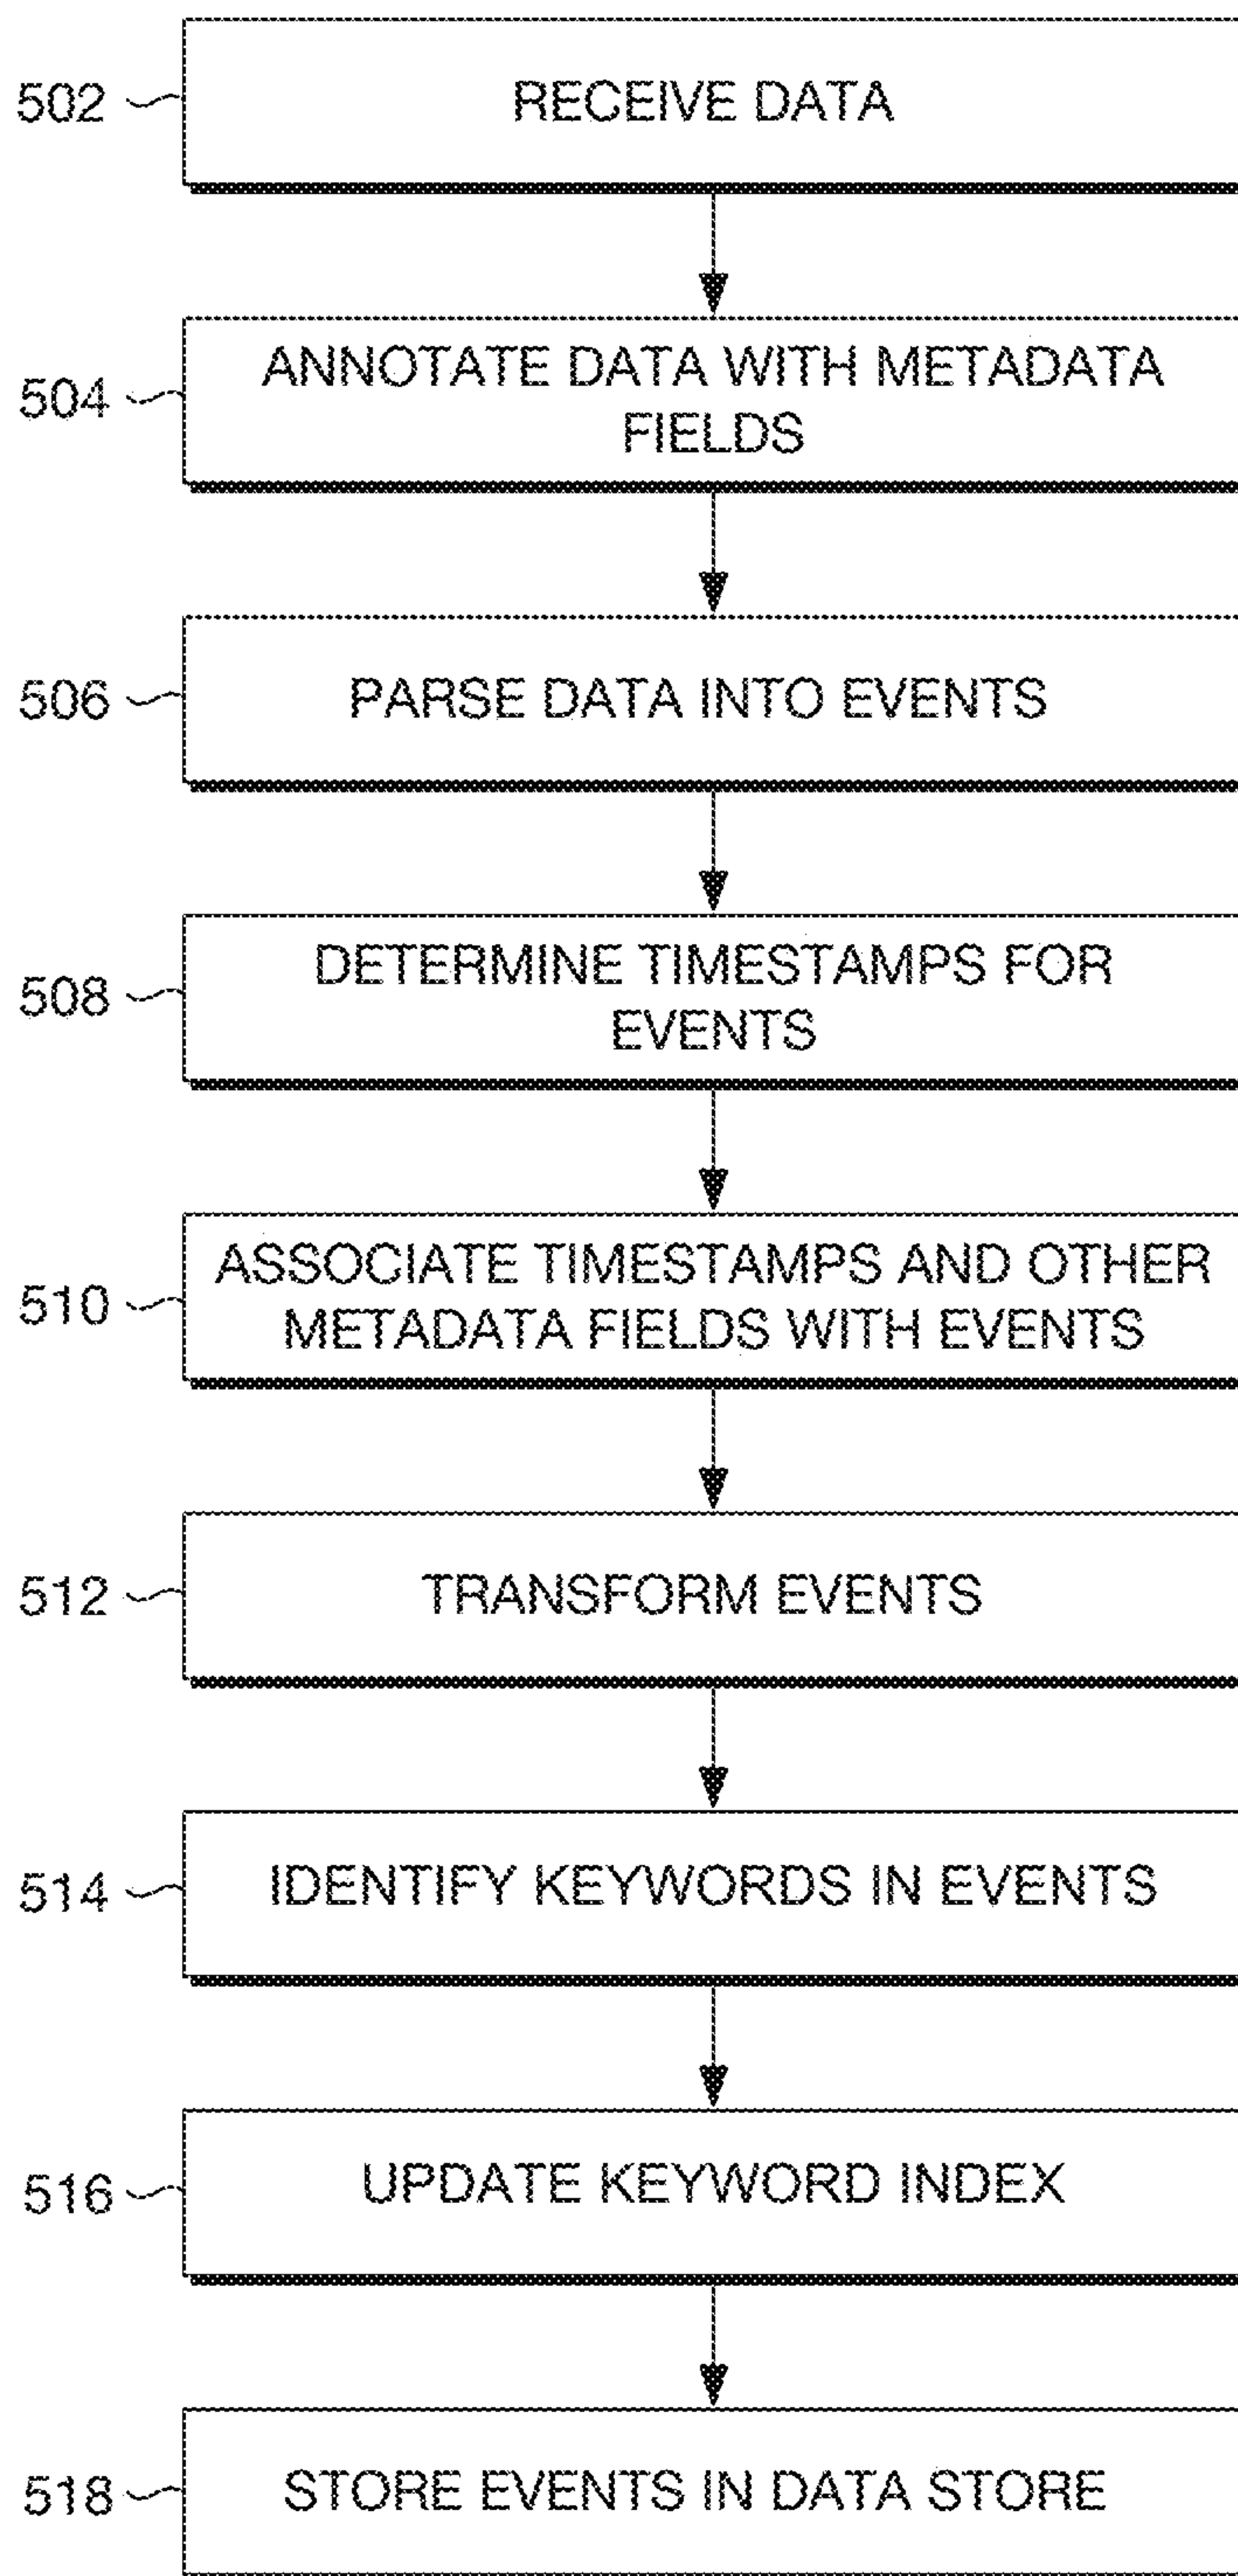 502
RECEIVE DATA
504
ANNOTATE DATA WITH METADATA
FIELDS
506
PARSE DATA INTO EVENTS
508
DETERMINE TIMESTAMPS FOR
EVENTS
510
ASSOCIATE TIMESTAMPS AND OTHER
METADATA FIELDS WITH EVENTS
512
TRANSFORM EVENTS
514
IDENTIFY KEYWORDS IN EVENTS
516
UPDATE KEYWORD INDEX
518
STORE EVENTS IN DATA STORE